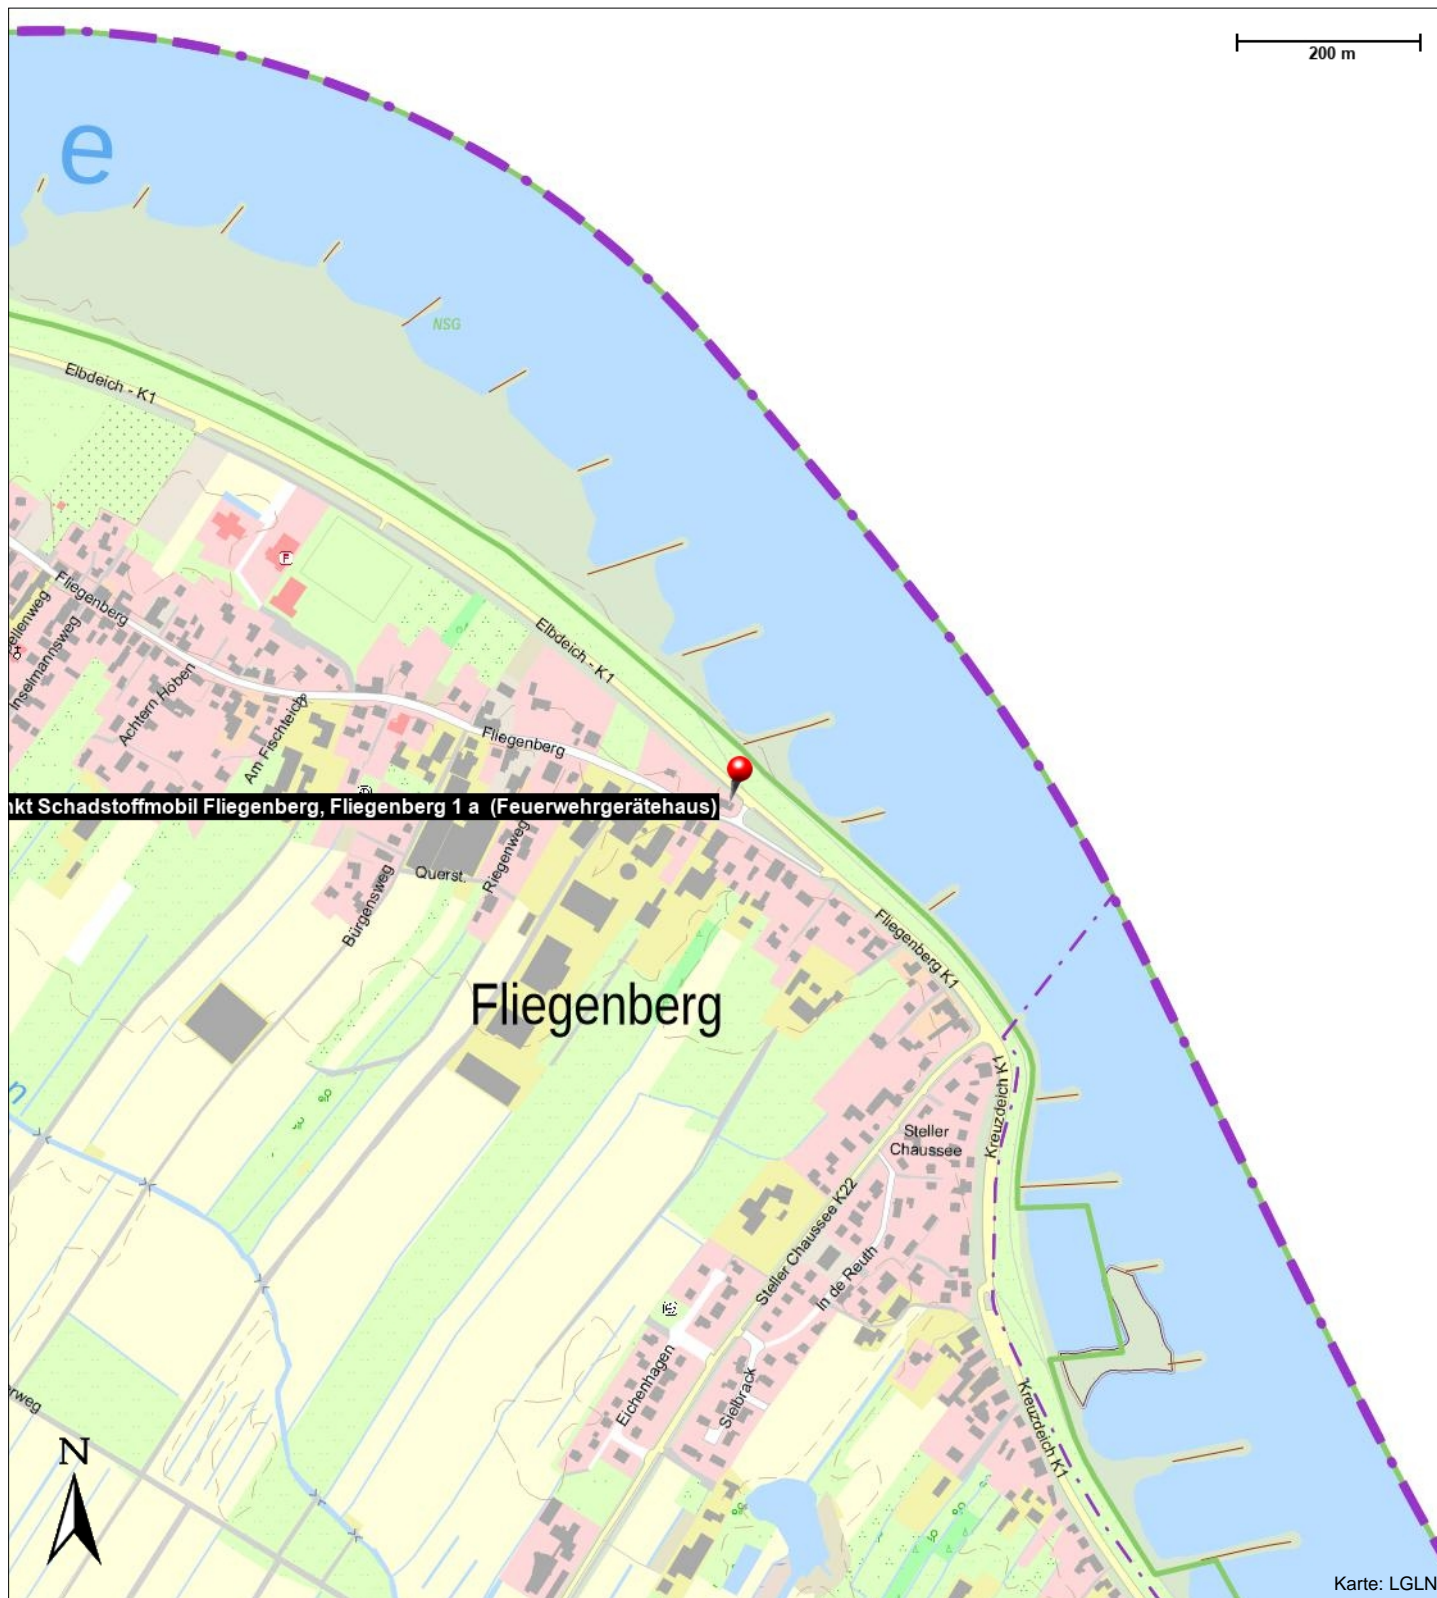 200 m
e
NSG
Elbdeich - K1
Fliegenberg
Inselmannsweg
Achtern Höben
Am Fischteich
Elbdeich - K1
Fliegenberg
nkt Schadstoffmobil Fliegenberg, Fliegenberg 1 a (Feuerwehrgerätehaus)
Querst.
Riegenweg
Bürgensweg
Fliegenberg K1
Fliegenberg
Kreuzdeich K1
Steller
Chaussee
Steller Chaussee K22
In de Reuth
Eichenhagen
Sielbrack
Kreuzdeich K1
n
rweg
N
Karte: LGLN